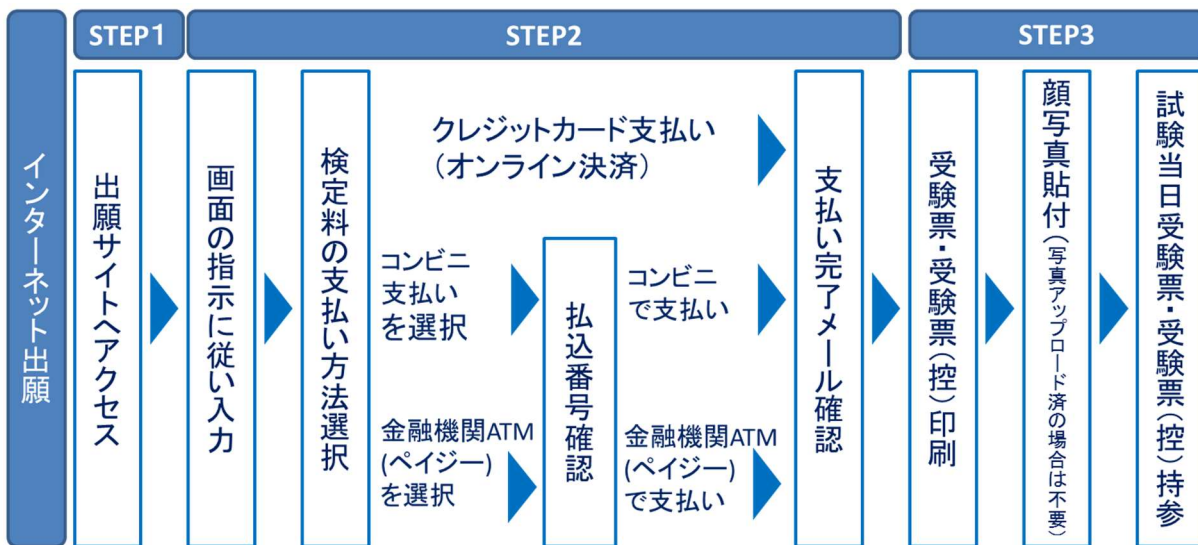 インターネット出願
STEP1
STEP2
STEP3
出願サイトへアクセス
画面の指示に従い入力
検定料の支払い方法選択
クレジットカード支払い
（オンライン決済）
コンビニ
支払い
を選択
金融機関ATM
(ペイジー)
を選択
払込番号確認
コンビニ
で支払い
金融機関ATM
(ペイジー)
で支払い
支払い完了メール確認
受験票・受験票（控）印刷
顔写真貼付（写真アップロード済の場合は不要）
試験当日受験票・受験票（控）持参